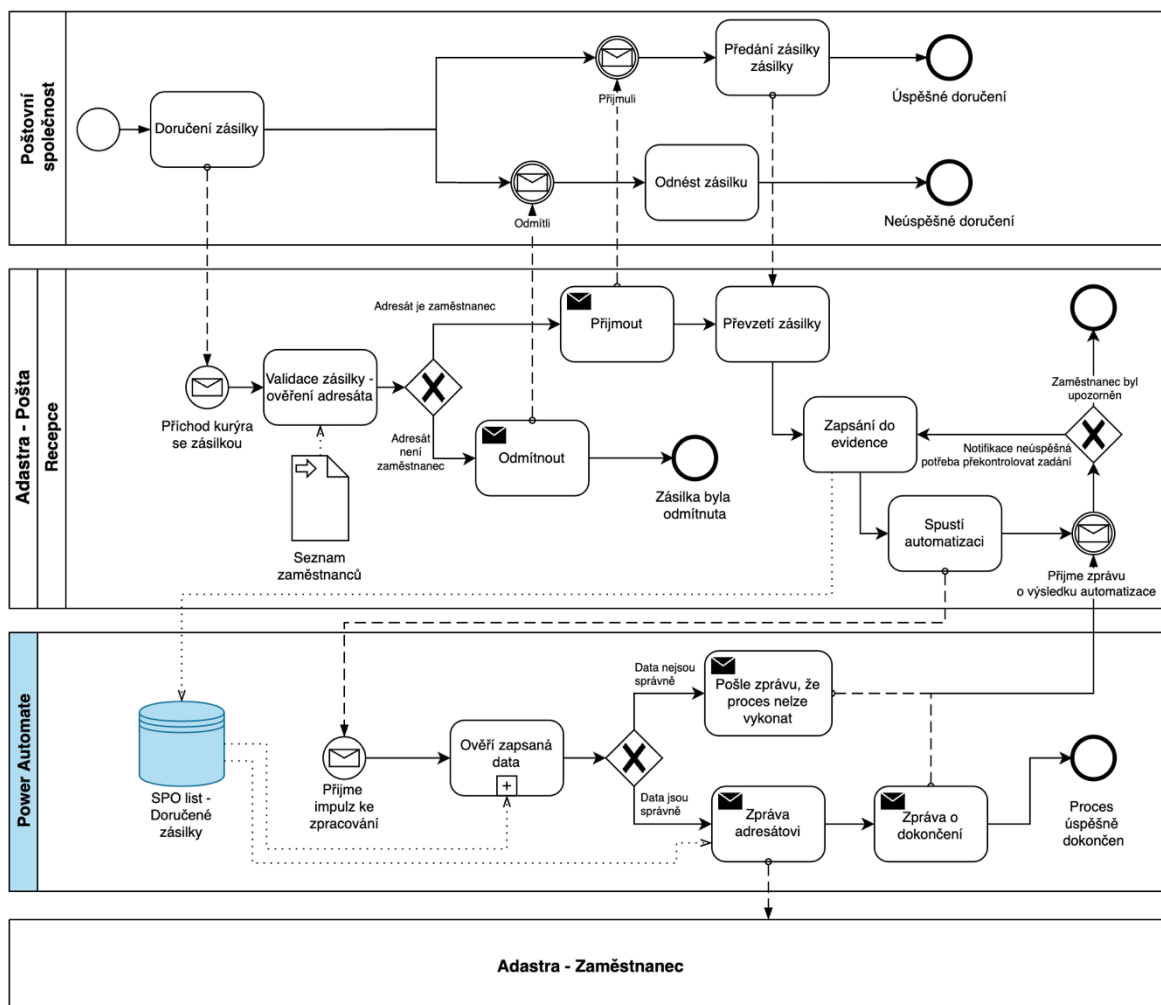 Poštovní
společnost
Doručení zásilky
Přijmuli
Předání zásilky
zásilky
Úspěšné doručení
Odmítli
Odnést zásilku
Neúspěšné doručení
Adastra - Pošta
Recepce
Příchod kurýra
se zásilkou
Validace zásilky -
ověření adresáta
Seznam
zaměstnanců
Adresát je zaměstnanec
Adresát
není
zaměstnanec
Přijmout
Odmítnout
Zásilka byla
odmítnuta
Převzetí zásilky
Zapsání do
evidence
Spustí
automatizaci
Zaměstnanec byl
upozorněn
Notifikace neúspěšná
potřeba překontrolovat zadání
Přijme zprávu
o výsledku automatizace
Power Automate
SPO list -
Doručené
zásilky
Přijme
impulz ke
zpracování
Ověří zapsaná
data
Data nejsou
správně
Data jsou
správně
Pošle zprávu, že
proces nelze
vykonat
Zpráva
adresátovi
Zpráva o
dokončení
Proces
úspěšně
dokončen
Adastra - Zaměstnanec